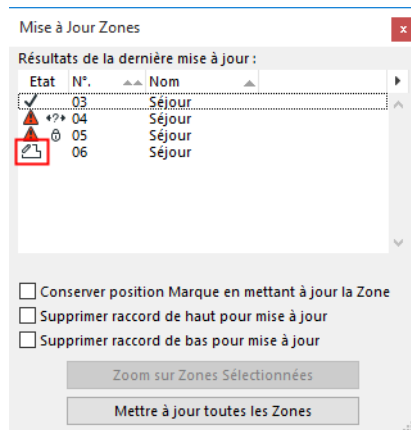 Mise à Jour Zones
x
Résultats de la dernière mise à jour :
Etat N°. Nom
03 Séjour
?
04 Séjour
05 Séjour
06 Séjour
Conserver position Marque en mettant à jour la Zone
Supprimer raccord de haut pour mise à jour
Supprimer raccord de bas pour mise à jour
Zoom sur Zones Sélectionnées
Mettre à jour toutes les Zones